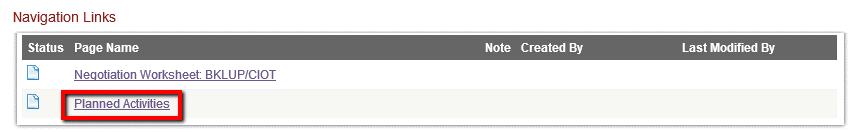 Navigation Links
Status Page Name Note Created By Last Modified By
Negotiation Worksheet: BKLUP/CIOT
Planned Activities